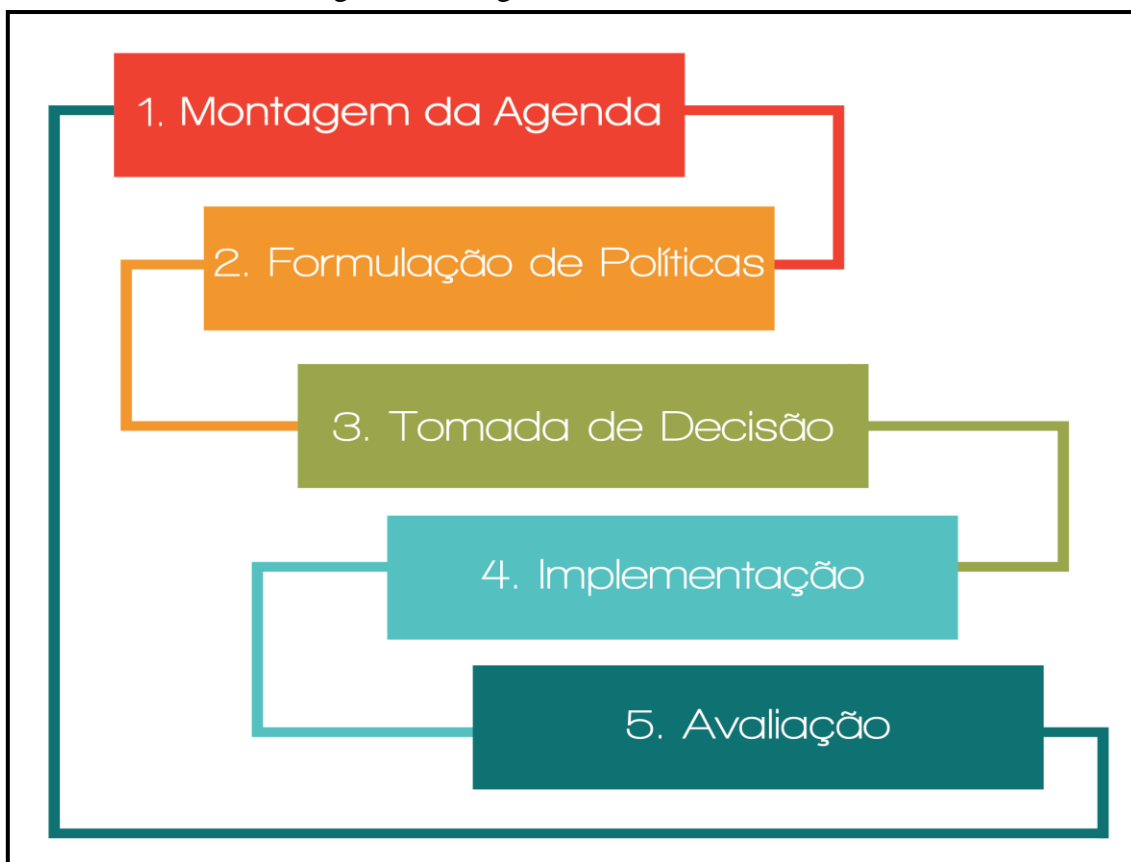 1. Montagem da Agenda
2. Formulação de Políticas
3. Tomada de Decisão
4. Implementação
5. Avaliação